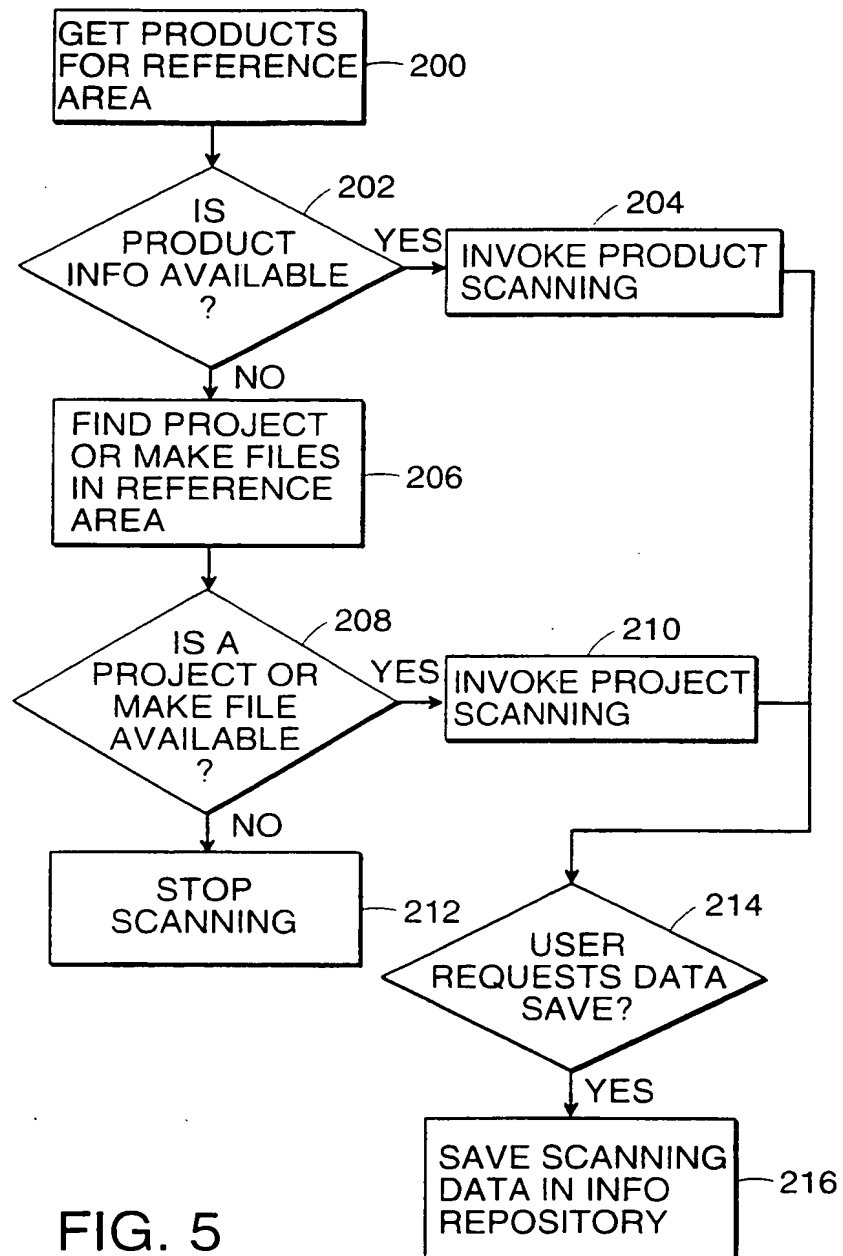 GET PRODUCTS
FOR REFERENCE
AREA
200
202
IS
PRODUCT
INFO AVAILABLE
?
YES
204
INVOKE PRODUCT
SCANNING
NO
FIND PROJECT
OR MAKE FILES
IN REFERENCE
AREA
206
208
IS A
PROJECT OR
MAKE FILE
AVAILABLE
?
YES
210
INVOKE PROJECT
SCANNING
NO
STOP
SCANNING
212
214
USER
REQUESTS DATA
SAVE?
YES
SAVE SCANNING
DATA IN INFO
REPOSITORY
216
FIG. 5